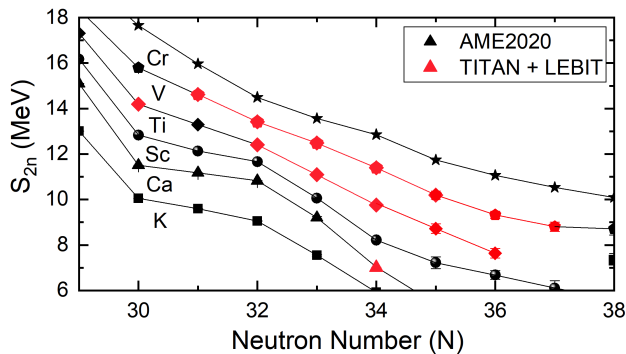 S2n (MeV)
18
16
14
12
10
8
6
Cr
V
Ti
Sc
Ca
K
AME2020
TITAN + LEBIT
30 32 34 36 38
Neutron Number (N)